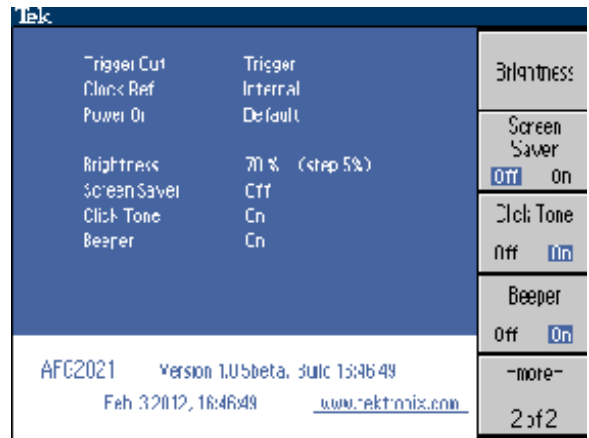 Tek
Trigger Out Trigger
Clock Ref Internal
Power On Default
Brightness 70 % (step 5%)
Screen Saver Off
Click Tone On
Beeper On
Brightness
Screen
Saver
Off On
Click Tone
Off On
Beeper
Off On
-more-
2 of 2
AFG2021 Version 1.0.5beta, Build 16:46:49
Feb 3 2012, 16:46:49 www.tektronix.com